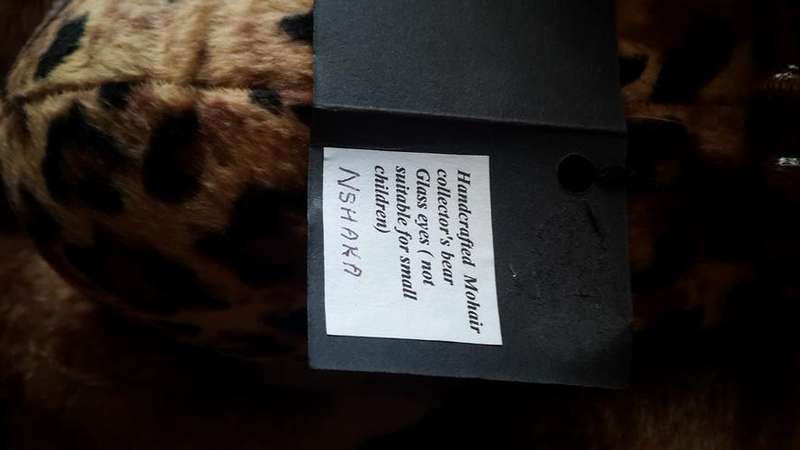 Handcrafted Mohair
collector's bear
Glass eyes ( not
suitable for small
children)
NSHAKA